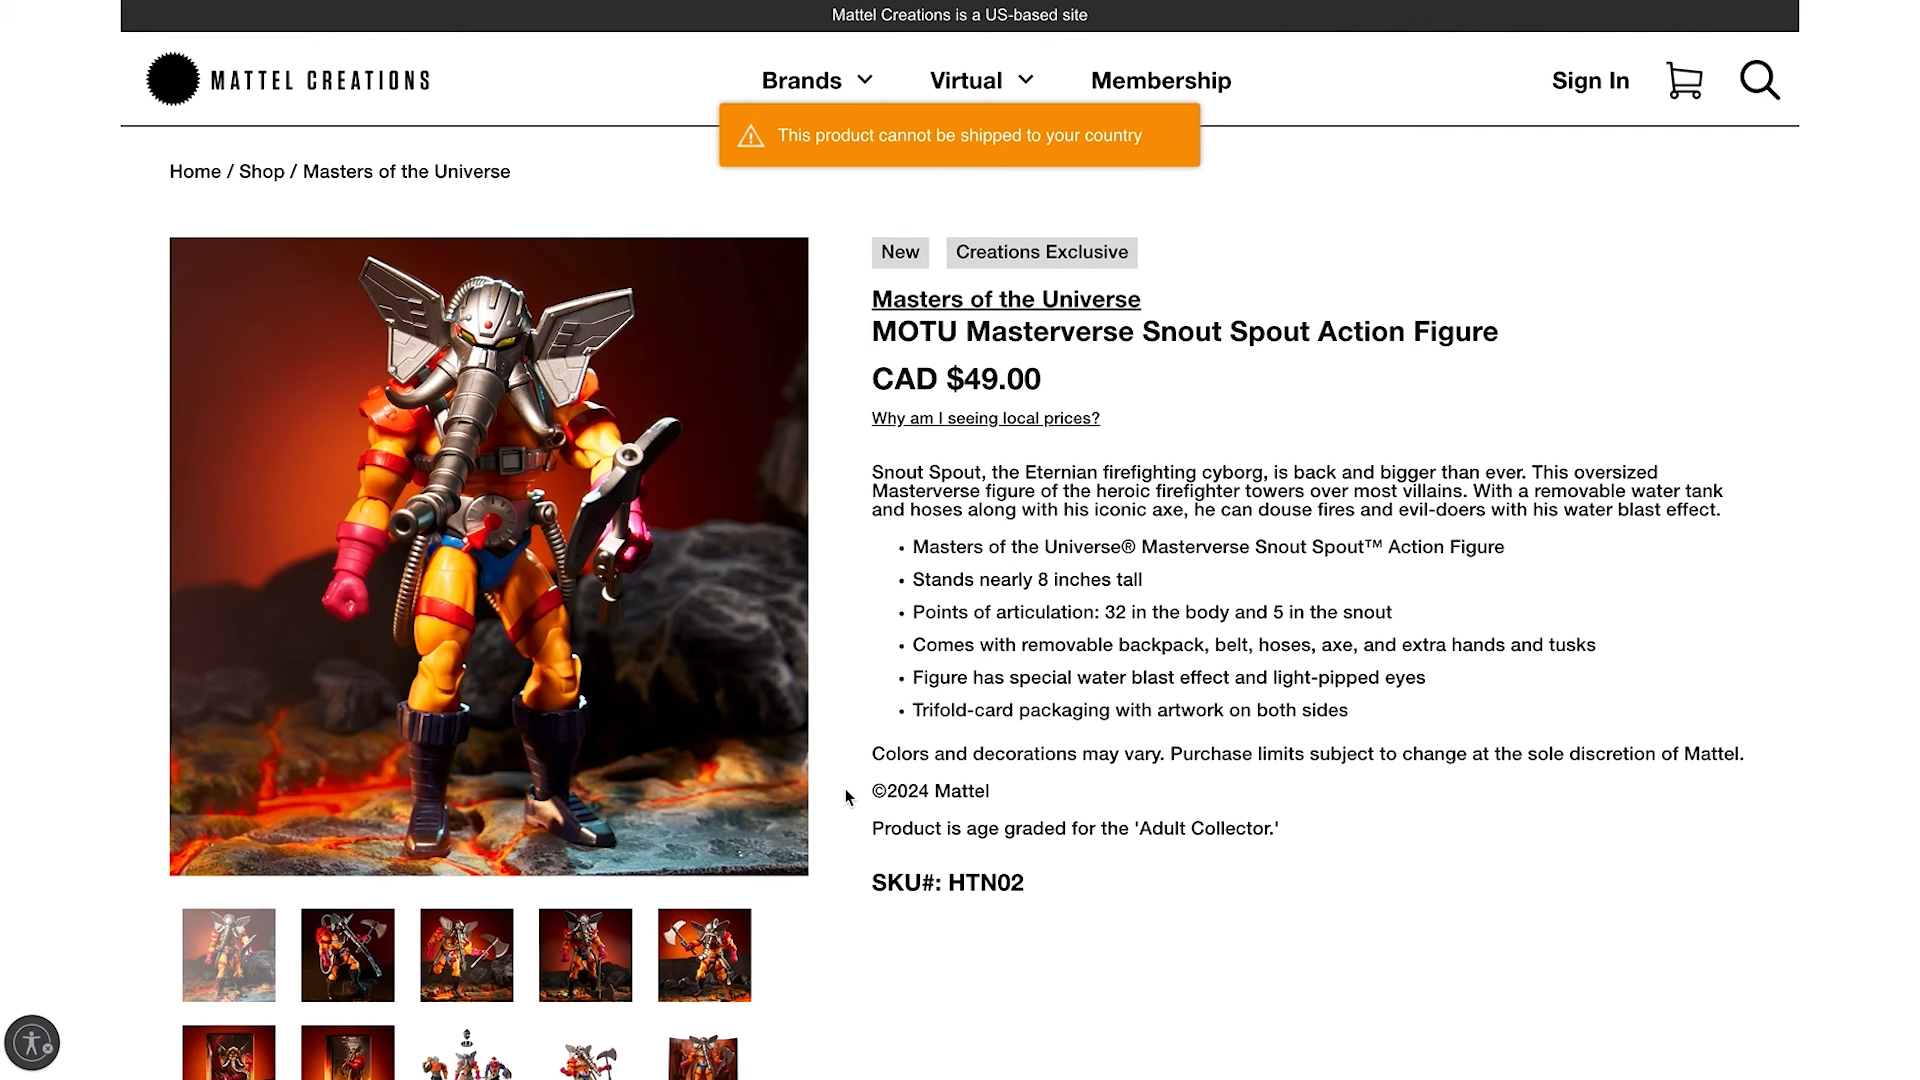 Mattel Creations is a US-based site
MATTEL CREATIONS
Brands
Virtual
Membership
Sign In
This product cannot be shipped to your country
Home / Shop / Masters of the Universe
New
Creations Exclusive
Masters of the Universe
MOTU Masterverse Snout Spout Action Figure
CAD $49.00
Why am I seeing local prices?
Snout Spout, the Eternian firefighting cyborg, is back and bigger than ever. This oversized
Masterverse figure of the heroic firefighter towers over most villains. With a removable water tank
and hoses along with his iconic axe, he can douse fires and evil-doers with his water blast effect.
• Masters of the Universe® Masterverse Snout Spout™ Action Figure
• Stands nearly 8 inches tall
• Points of articulation: 32 in the body and 5 in the snout
• Comes with removable backpack, belt, hoses, axe, and extra hands and tusks
• Figure has special water blast effect and light-pipped eyes
• Trifold-card packaging with artwork on both sides
Colors and decorations may vary. Purchase limits subject to change at the sole discretion of Mattel.
©2024 Mattel
Product is age graded for the 'Adult Collector.'
SKU#: HTN02